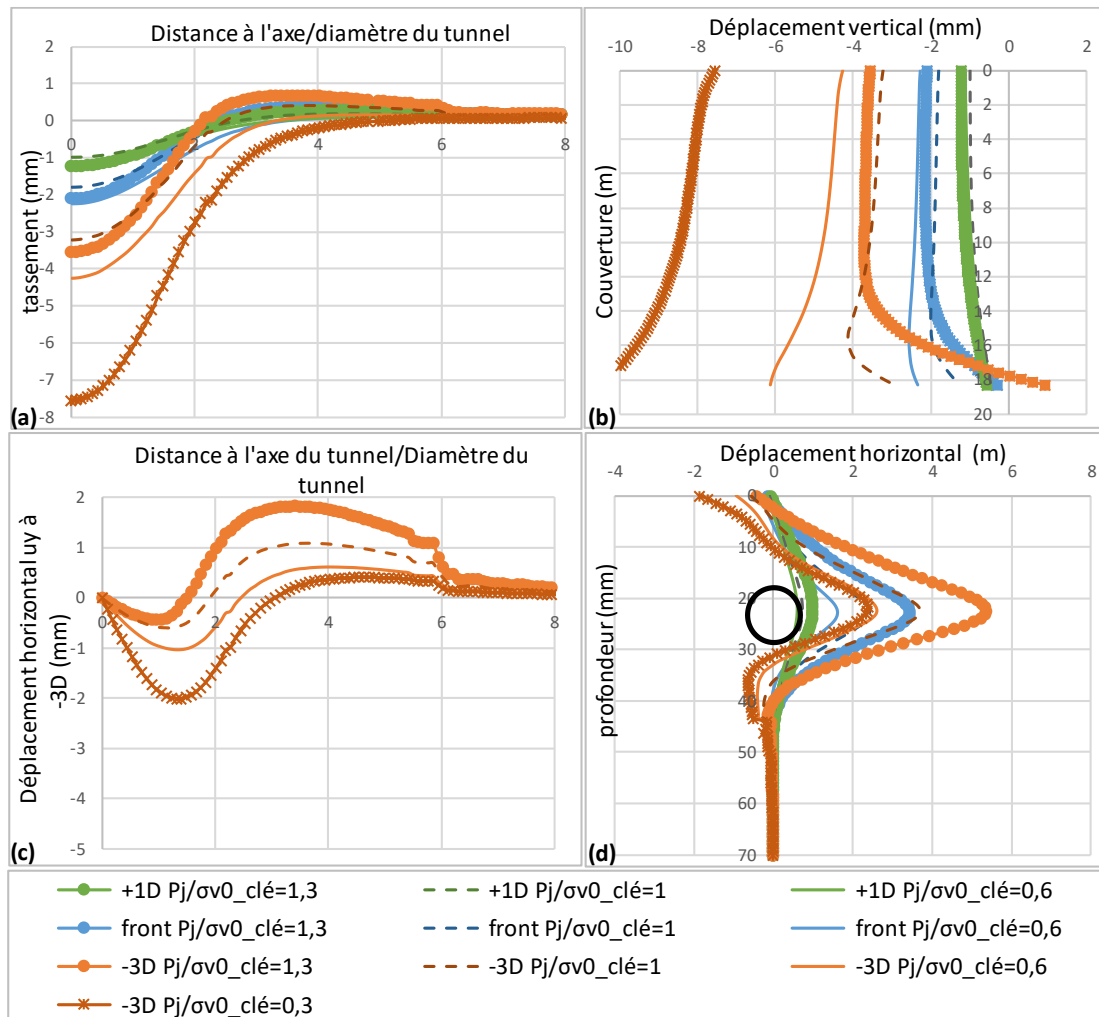 Distance à l'axe/diamètre du tunnel
2
1
0
-1
-2
-3
-4
-5
-6
-7
-8
0 2 4 6 8
tassement (mm)
(a)
Déplacement vertical (mm)
-10 -8 -6 -4 -2 0 2
0
2
4
6
8
10
12
14
16
18
20
Couverture (m)
(b)
Distance à l'axe du tunnel/Diamètre du
tunnel
2
1
0
-1
-2
-3
-4
-5
0 2 4 6 8
Déplacement horizontal uy à
-3D (mm)
(c)
Déplacement horizontal (m)
-4 -2 0 2 4 6 8
0
10
20
30
40
50
60
70
profondeur (mm)
(d)
+1D Pj/σv0_clé=1,3 +1D Pj/σv0_clé=1 +1D Pj/σv0_clé=0,6
front Pj/σv0_clé=1,3 front Pj/σv0_clé=1 front Pj/σv0_clé=0,6
-3D Pj/σv0_clé=1,3 -3D Pj/σv0_clé=1 -3D Pj/σv0_clé=0,6
-3D Pj/σv0_clé=0,3